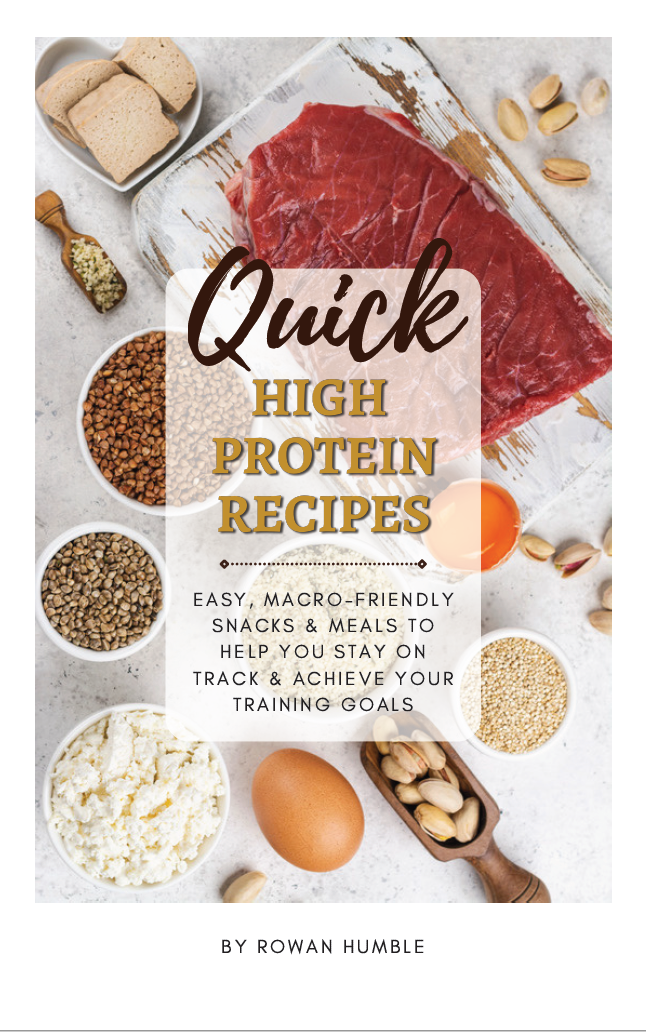 Quick
HIGH
PROTEIN
RECIPES
EASY, MACRO-FRIENDLY
SNACKS & MEALS TO
HELP YOU STAY ON
TRACK & ACHIEVE YOUR
TRAINING GOALS
BY ROWAN HUMBLE